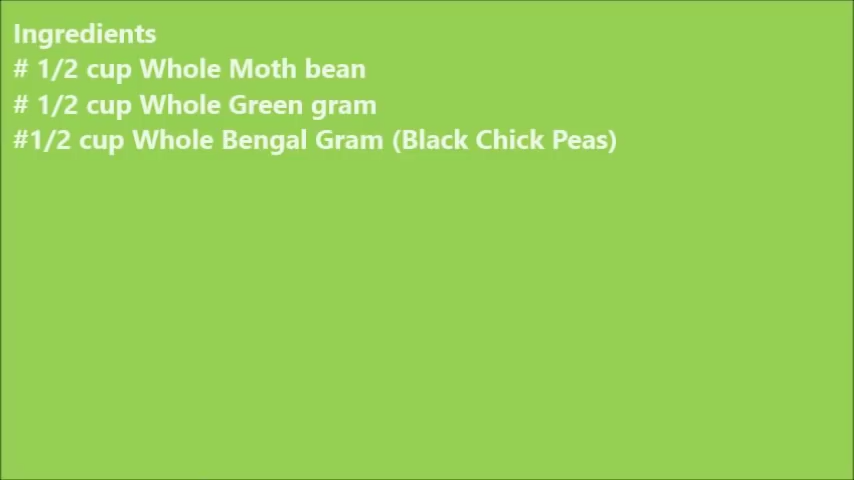 Ingredients
# 1/2 cup Whole Moth bean
# 1/2 cup Whole Green gram
#1/2 cup Whole Bengal Gram (Black Chick Peas)